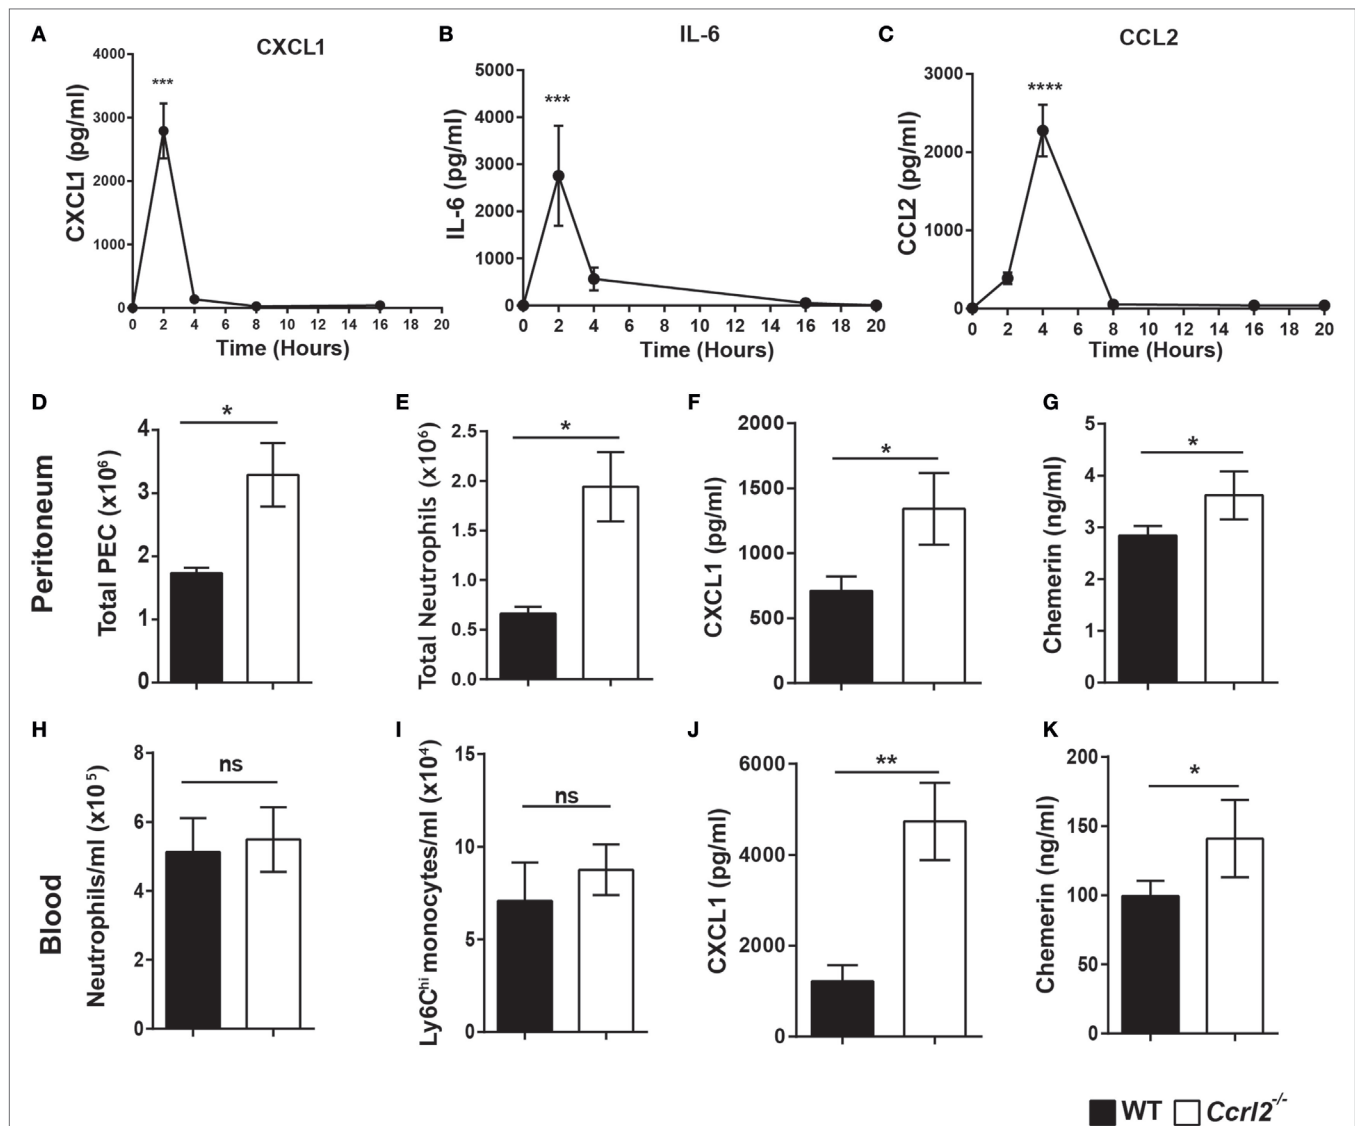 A
CXCL1
CXCL1 (pg/ml)
4000
3000
2000
1000
0
***
0 2 4 6 8 10 12 14 16 18 20
Time (Hours)
B
IL-6
IL-6 (pg/ml)
5000
4000
3000
2000
1000
0
***
0 2 4 6 8 10 12 14 16 18 20
Time (Hours)
C
CCL2
CCL2 (pg/ml)
3000
2000
1000
0
****
0 2 4 6 8 10 12 14 16 18 20
Time (Hours)
Peritoneum
D
Total PEC (x10⁶)
4
3
2
1
0
*
E
Total Neutrophils (x10⁶)
2.5
2.0
1.5
1.0
0.5
0.0
*
F
CXCL1 (pg/ml)
2000
1500
1000
500
0
*
G
Chemerin (ng/ml)
5
4
3
2
1
0
*
Blood
H
Neutrophils/ml (x10⁵)
8
6
4
2
0
ns
I
Ly6Cʰⁱ monocytes/ml (x10⁴)
15
10
5
0
ns
J
CXCL1 (pg/ml)
6000
4000
2000
0
**
K
Chemerin (ng/ml)
200
150
100
50
0
*
WT Ccrl2⁻/⁻